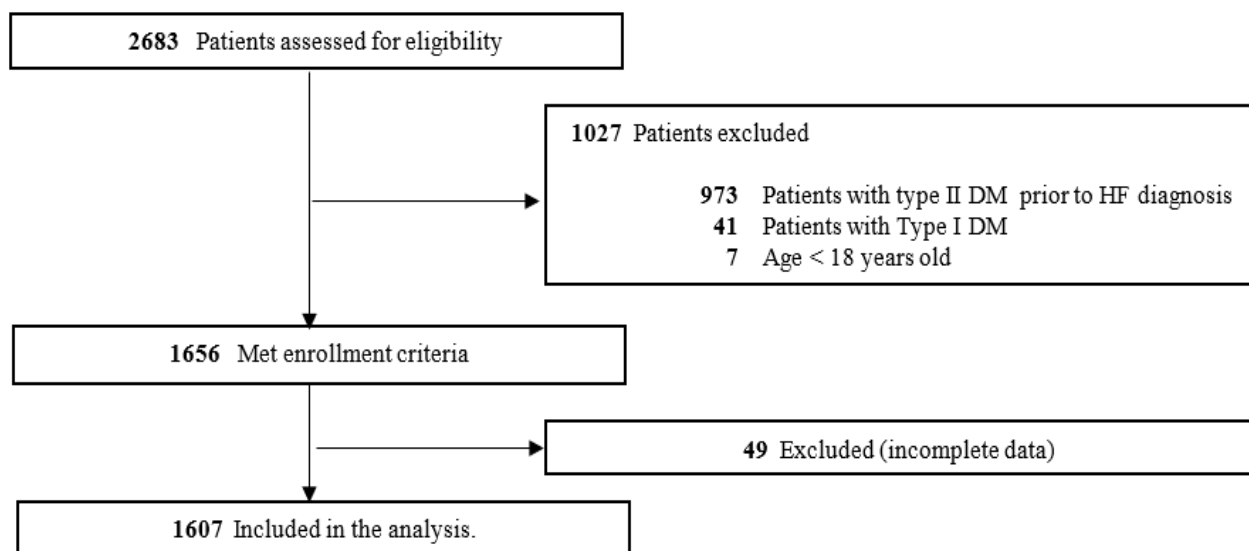 2683 Patients assessed for eligibility
1027 Patients excluded
973 Patients with type II DM prior to HF diagnosis
41 Patients with Type I DM
7 Age < 18 years old
1656 Met enrollment criteria
49 Excluded (incomplete data)
1607 Included in the analysis.